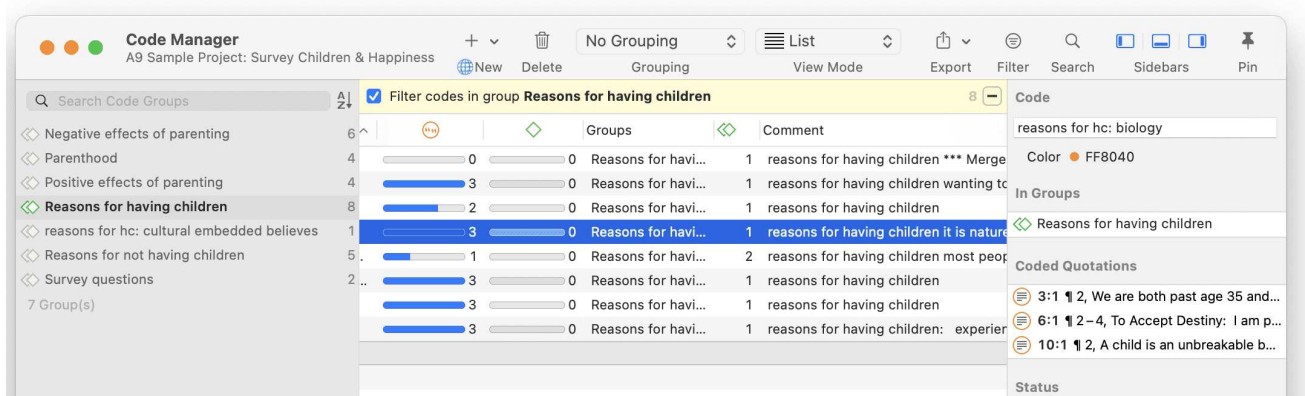 Code Manager
A9 Sample Project: Survey Children & Happiness
No Grouping
List
New
Delete
Grouping
View Mode
Export
Filter
Search
Sidebars
Pin
Search Code Groups
Negative effects of parenting 6
Parenthood 4
Positive effects of parenting 4
Reasons for having children 8
reasons for hc: cultural embedded believes 1
Reasons for not having children 5
Survey questions 2
7 Group(s)
Filter codes in group Reasons for having children 8
Groups Comment
0 0 Reasons for havi... 1 reasons for having children *** Merge
3 0 Reasons for havi... 1 reasons for having children wanting to
2 0 Reasons for havi... 1 reasons for having children
3 0 Reasons for havi... 1 reasons for having children it is nature
. 1 0 Reasons for havi... 2 reasons for having children most peop
.. 3 0 Reasons for havi... 1 reasons for having children
3 0 Reasons for havi... 1 reasons for having children
3 0 Reasons for havi... 1 reasons for having children: experien
Code
reasons for hc: biology
Color FF8040
In Groups
Reasons for having children
Coded Quotations
3:1 ¶ 2, We are both past age 35 and...
6:1 ¶ 2–4, To Accept Destiny: I am p...
10:1 ¶ 2, A child is an unbreakable b...
Status